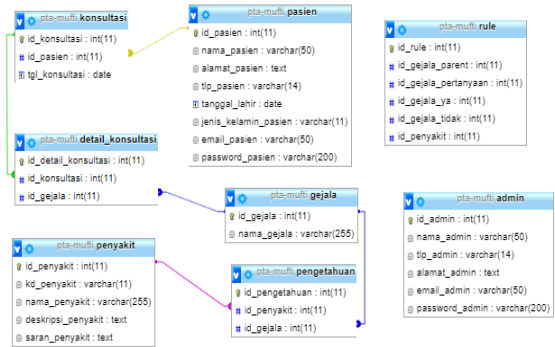 pta-mufti konsultasi
id_konsultasi : int(11)
id_pasien : int(11)
tgl_konsultasi : date
pta-mufti pasien
id_pasien : int(11)
nama_pasien : varchar(50)
alamat_pasien : text
tlp_pasien : varchar(14)
tanggal_lahir : date
jenis_kelamin_pasien : varchar(11)
email_pasien : varchar(50)
password_pasien : varchar(200)
pta-mufti rule
id_rule : int(11)
id_gejala_parent : int(11)
id_gejala_pertanyaan : int(11)
id_gejala_ya : int(11)
id_gejala_tidak : int(11)
id_penyakit : int(11)
pta-mufti detail_konsultasi
id_detail_konsultasi : int(11)
id_konsultasi : int(11)
id_gejala : int(11)
pta-mufti gejala
id_gejala : int(11)
nama_gejala : varchar(255)
pta-mufti admin
id_admin : int(11)
nama_admin : varchar(50)
tlp_admin : varchar(14)
alamat_admin : text
email_admin : varchar(50)
password_admin : varchar(200)
pta-mufti penyakit
id_penyakit : int(11)
kd_penyakit : varchar(11)
nama_penyakit : varchar(255)
deskripsi_penyakit : text
saran_penyakit : text
pta-mufti pengetahuan
id_pengetahuan : int(11)
id_penyakit : int(11)
id_gejala : int(11)